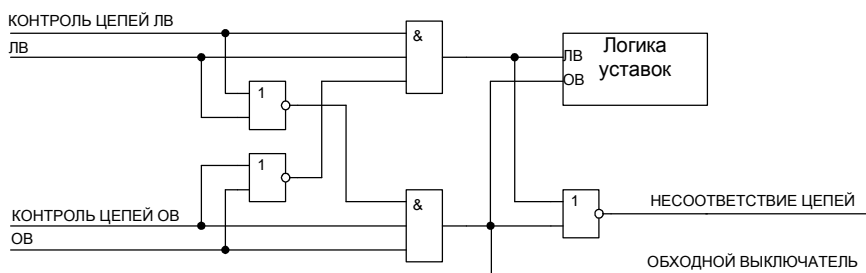 КОНТРОЛЬ ЦЕПЕЙ ЛВ
ЛВ
&
Логика
уставок
ЛВ
ОВ
1
1
КОНТРОЛЬ ЦЕПЕЙ ОВ
ОВ
&
1
НЕСООТВЕТСТВИЕ ЦЕПЕЙ
ОБХОДНОЙ ВЫКЛЮЧАТЕЛЬ